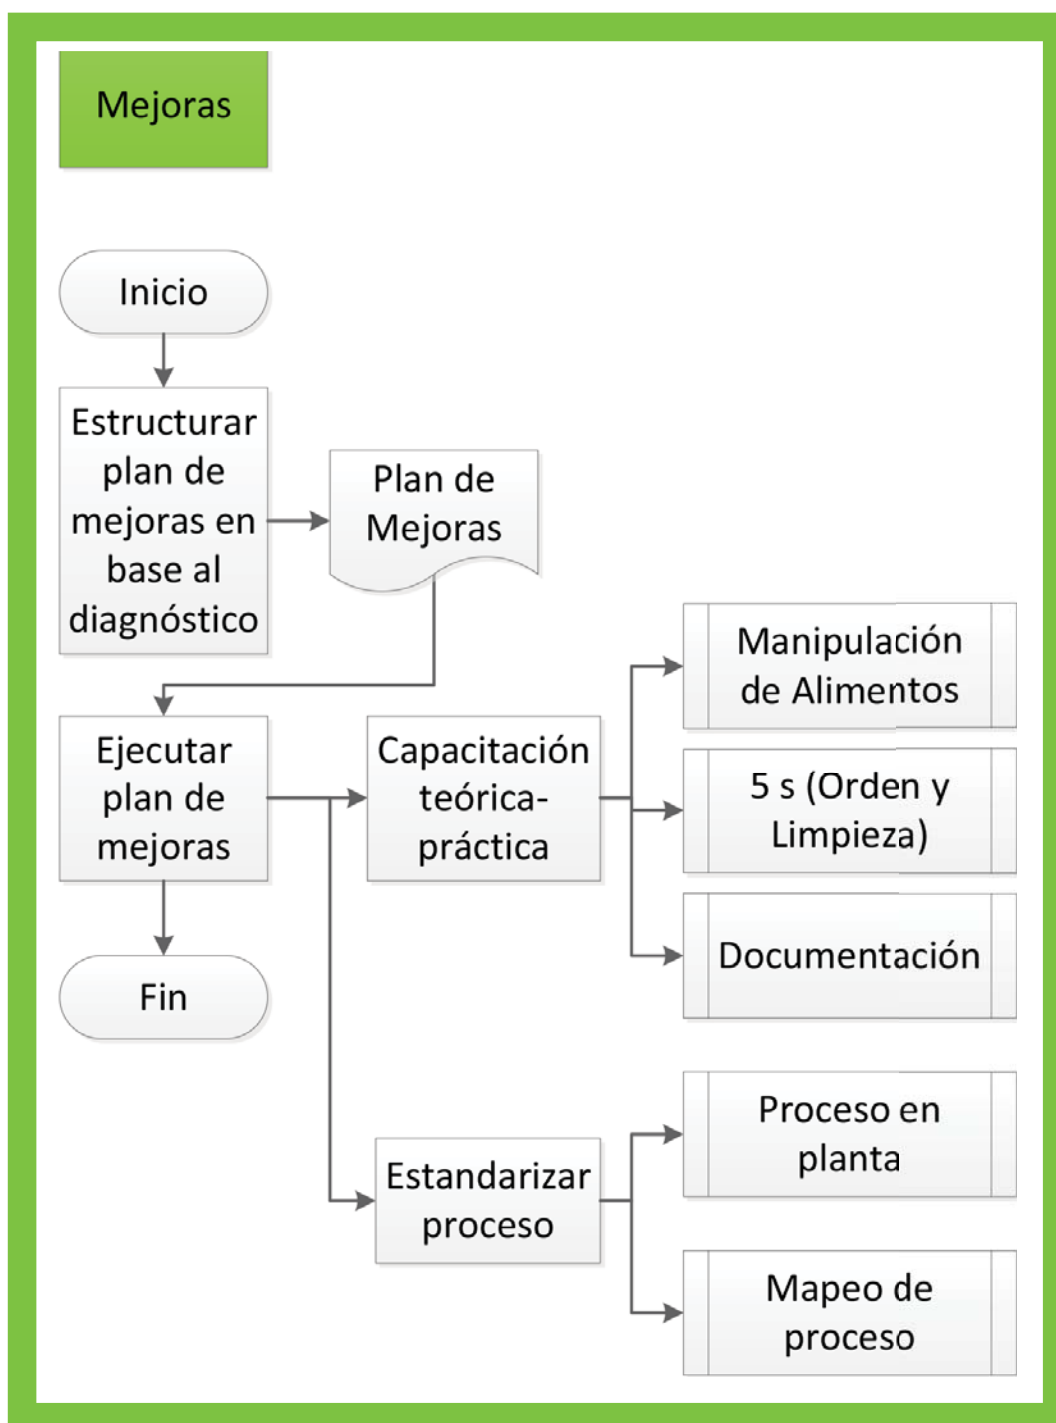 Mejoras
Inicio
Estructurar
plan de
mejoras en
base al
diagnóstico
Plan de
Mejoras
Ejecutar
plan de
mejoras
Fin
Capacitación
teórica-
práctica
Manipulación
de Alimentos
5 s (Orden y
Limpieza)
Documentación
Estandarizar
proceso
Proceso en
planta
Mapeo de
proceso